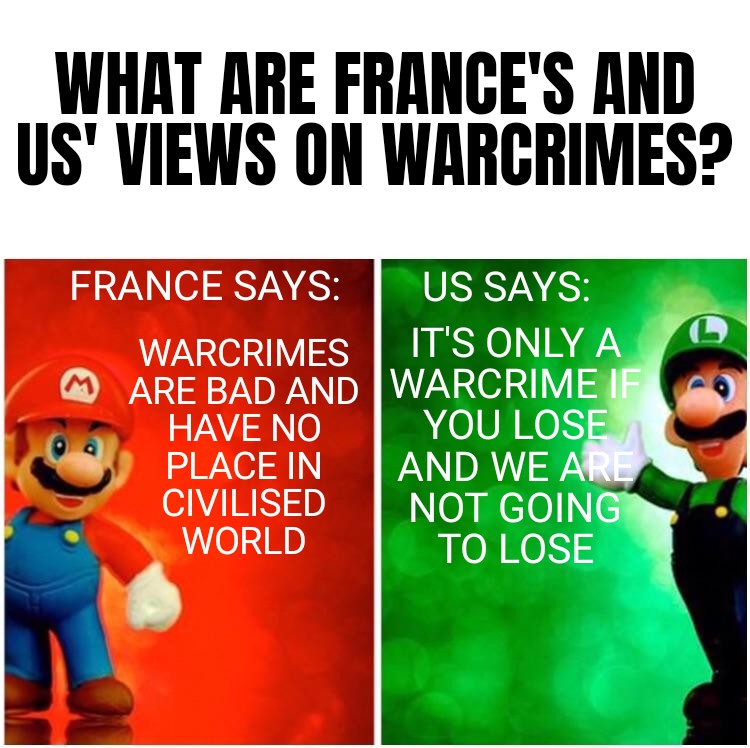 WHAT ARE FRANCE'S AND
US' VIEWS ON WARCRIMES?
FRANCE SAYS:
WARCRIMES
ARE BAD AND
HAVE NO
PLACE IN
CIVILISED
WORLD
M
US SAYS:
IT'S ONLY A
WARCRIME IF
YOU LOSE
AND WE ARE
NOT GOING
TO LOSE
L